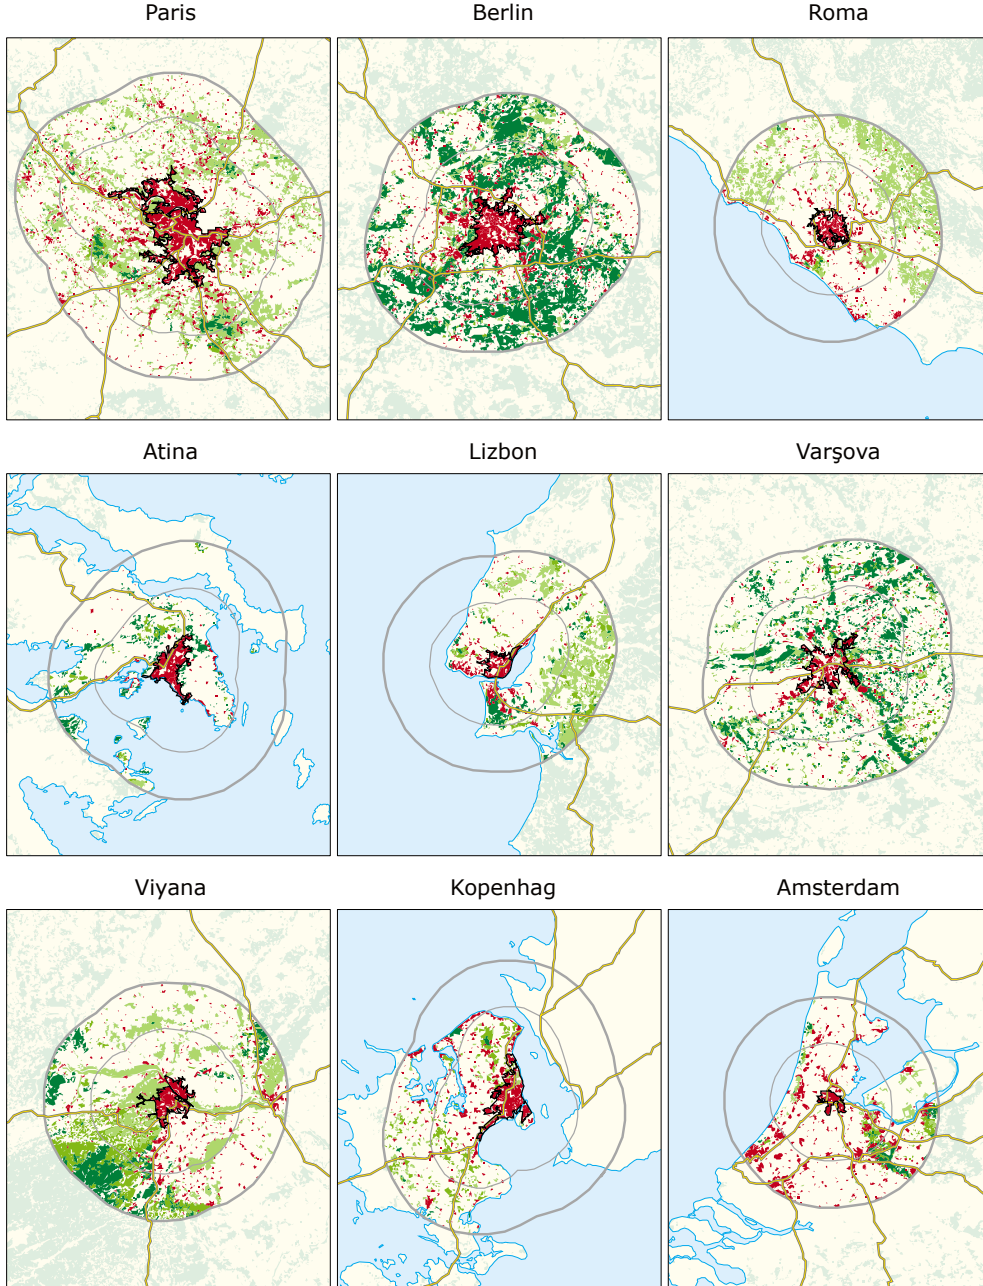 Paris
Berlin
Roma
Atina
Lizbon
Varşova
Viyana
Kopenhag
Amsterdam